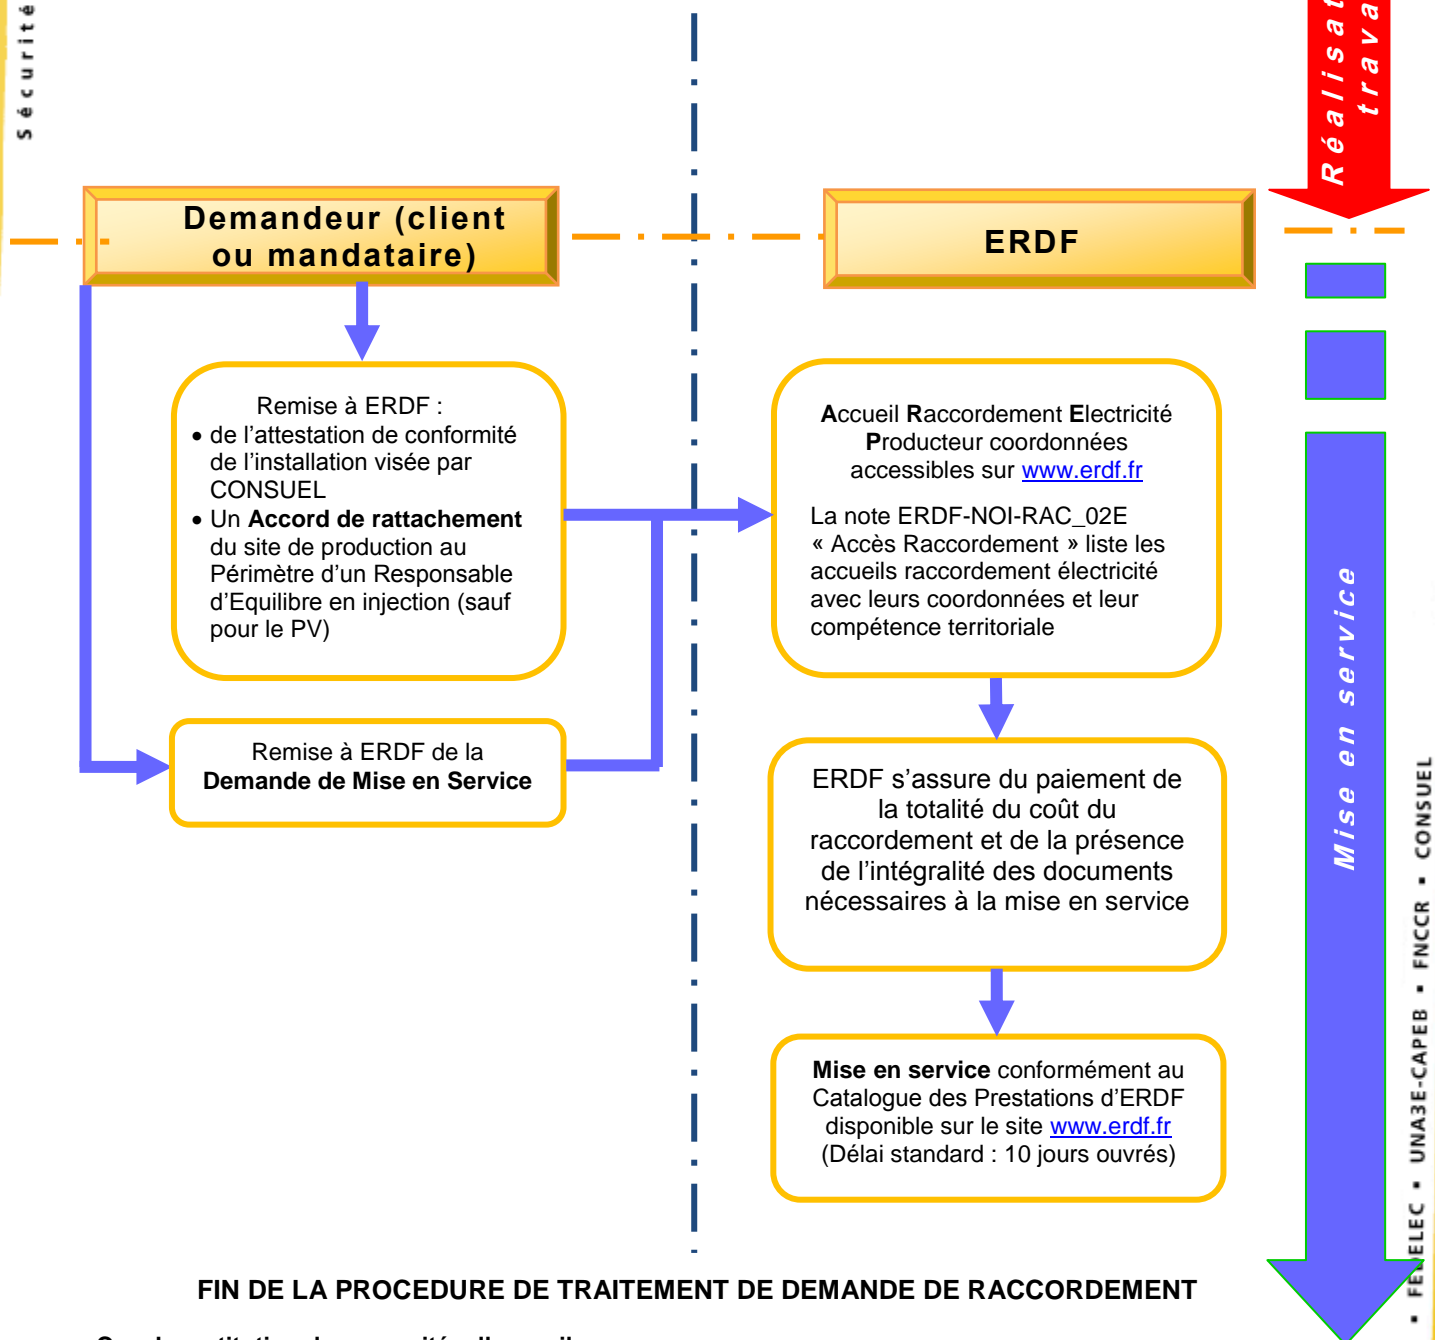 Sécurité
Demandeur (client
ou mandataire)
ERDF
Remise à ERDF :
• de l’attestation de conformité
de l’installation visée par
CONSUEL
• Un Accord de rattachement
du site de production au
Périmètre d’un Responsable
d’Equilibre en injection (sauf
pour le PV)
Remise à ERDF de la
Demande de Mise en Service
Accueil Raccordement Electricité
Producteur coordonnées
accessibles sur www.erdf.fr
La note ERDF-NOI-RAC_02E
« Accès Raccordement » liste les
accueils raccordement électricité
avec leurs coordonnées et leur
compétence territoriale
ERDF s’assure du paiement de
la totalité du coût du
raccordement et de la présence
de l’intégralité des documents
nécessaires à la mise en service
Mise en service conformément au
Catalogue des Prestations d’ERDF
disponible sur le site www.erdf.fr
(Délai standard : 10 jours ouvrés)
Mise en service
▪ FEDELEC ▪ UNA3E-CAPEB ▪ FNCCR ▪ CONSUEL
FIN DE LA PROCEDURE DE TRAITEMENT DE DEMANDE DE RACCORDEMENT